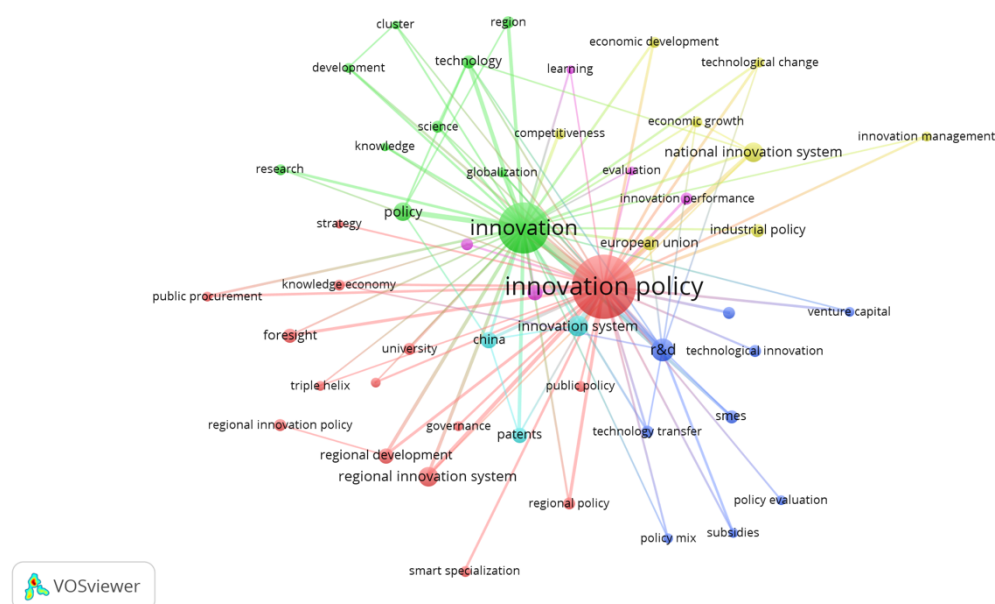 cluster
region
economic development
technology
technological change
development
learning
science
economic growth
competitiveness
innovation management
knowledge
national innovation system
research
globalization
evaluation
innovation performance
policy
strategy
innovation
industrial policy
european union
knowledge economy
innovation policy
public procurement
venture capital
innovation system
foresight
china
university
r&d
technological innovation
triple helix
public policy
smes
regional innovation policy
governance
patents
technology transfer
regional development
regional innovation system
policy evaluation
regional policy
subsidies
policy mix
smart specialization
VOSviewer